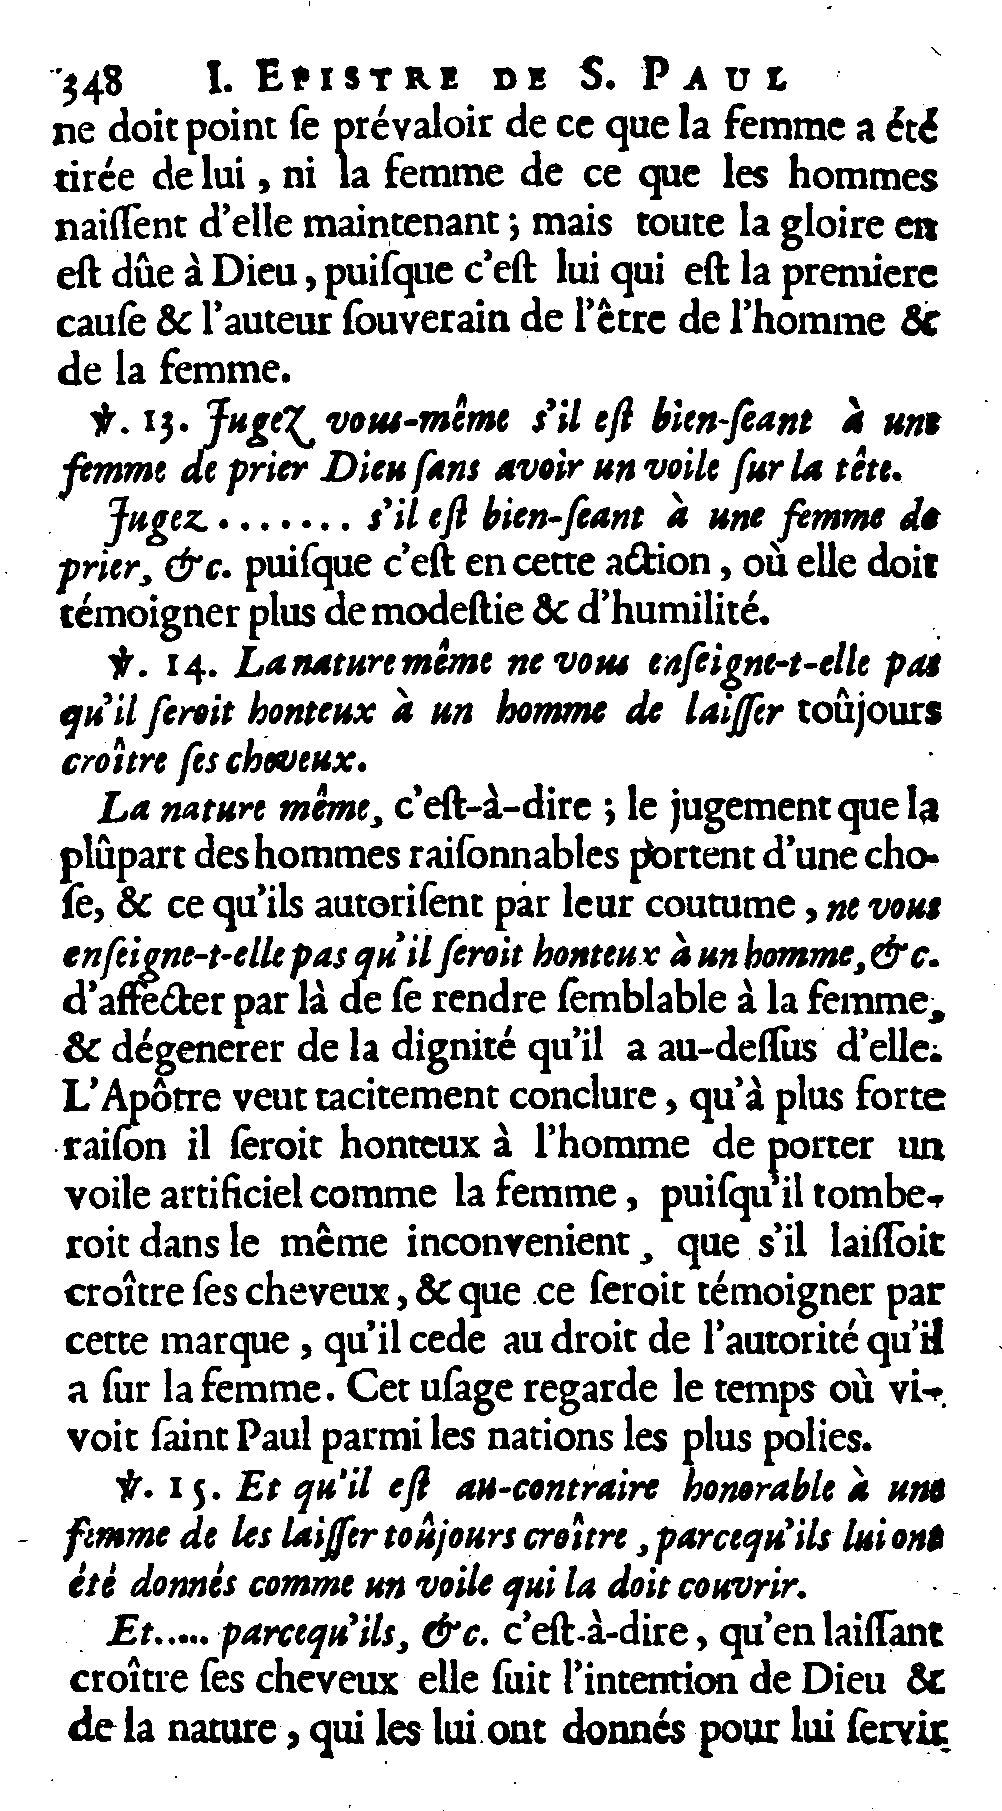 348 I. EPISTRE DE S. PAUL
ne doit point ſe prévaloir de ce que la femme a été
tirée de lui, ni la femme de ce que les hommes
naiſſent d'elle maintenant; mais toute la gloire en
eſt dûe à Dieu, puiſque c'eſt lui qui eſt la premiere
cauſe & l'auteur ſouverain de l'être de l'homme &
de la femme.
℣. 13. Jugez vous-même s'il eſt bien-ſeant à une
femme de prier Dieu ſans avoir un voile ſur la tête.
Jugez ....... s'il eſt bien-ſeant à une femme de
prier, &c. puiſque c'eſt en cette action, où elle doit
témoigner plus de modeſtie & d'humilité.
℣. 14. La nature même ne vous enſeigne-t-elle pas
qu'il ſeroit honteux à un homme de laiſſer toûjours
croître ſes cheveux.
La nature même, c'eſt-à-dire; le jugement que la
plûpart des hommes raiſonnables portent d'une cho-
ſe, & ce qu'ils autoriſent par leur coutume, ne vous
enſeigne-t-elle pas qu'il ſeroit honteux à un homme, &c.
d'affecter par là de ſe rendre ſemblable à la femme,
& dégenerer de la dignité qu'il a au-deſſus d'elle.
L'Apôtre veut tacitement conclure, qu'à plus forte
raiſon il ſeroit honteux à l'homme de porter un
voile artificiel comme la femme, puiſqu'il tombe-
roit dans le même inconvenient, que s'il laiſſoit
croître ſes cheveux, & que ce ſeroit témoigner par
cette marque, qu'il cede au droit de l'autorité qu'il
a ſur la femme. Cet uſage regarde le temps où vi-
voit ſaint Paul parmi les nations les plus polies.
℣. 15. Et qu'il eſt au-contraire honorable à une
femme de les laiſſer toûjours croître, parcequ'ils lui ont
été donnés comme un voile qui la doit couvrir.
Et..... parcequ'ils, &c. c'eſt-à-dire, qu'en laiſſant
croître ſes cheveux elle ſuit l'intention de Dieu &
de la nature, qui les lui ont donnés pour lui ſervir